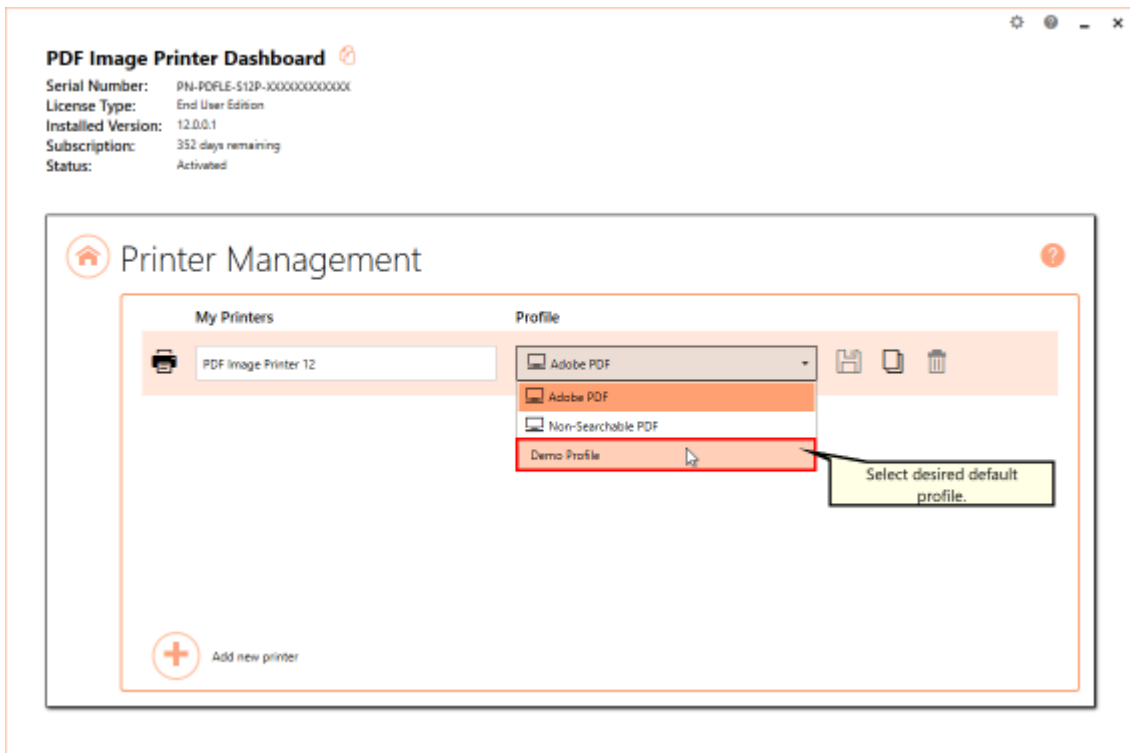 PDF Image Printer Dashboard
Serial Number: PN-PDFLE-S12P-XXXXXXXXXXXX
License Type: End User Edition
Installed Version: 12.0.0.1
Subscription: 352 days remaining
Status: Activated
Printer Management
?
My Printers Profile
PDF Image Printer 12 Adobe PDF
Adobe PDF
Non-Searchable PDF
Demo Profile
Select desired default
profile.
Add new printer